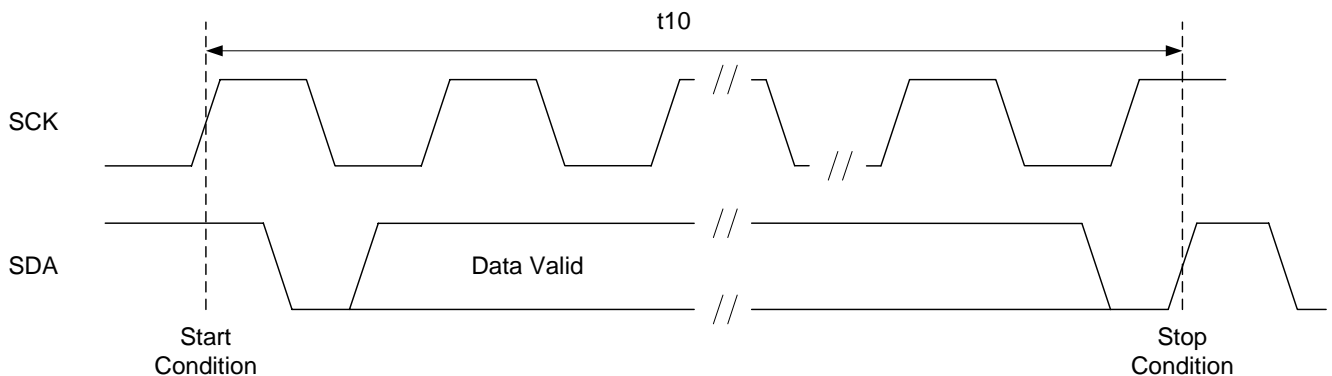 t10
SCK
SDA
Data Valid
Start
Condition
Stop
Condition